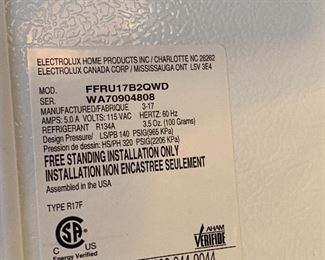 ELECTROLUX HOME PRODUCTS INC / CHARLOTTE NC 28262
ELECTROLUX CANADA CORP / MISSISSAUGA ONT L5V 3E4
MOD. FFRU17B2QWD
SER. WA70904808
MANUFACTURED/FABRIQUE 3-17
AMPS: 5.0 A VOLTS: 115 VAC HERTZ: 60 Hz
REFRIGERANT R134A 3.5 Oz. (100 Grams)
Design Pressure/ LS/PB 140 PSIG(965 KPa)
Pression de dessin: HS/PH 320 PSIG(2206 KPa)
FREE STANDING INSTALLATION ONLY
INSTALLATION NON ENCASTREE SEULEMENT
Assembled in the USA
TYPE R17F
C US
Energy Verified
AHAM
VERIFIDE